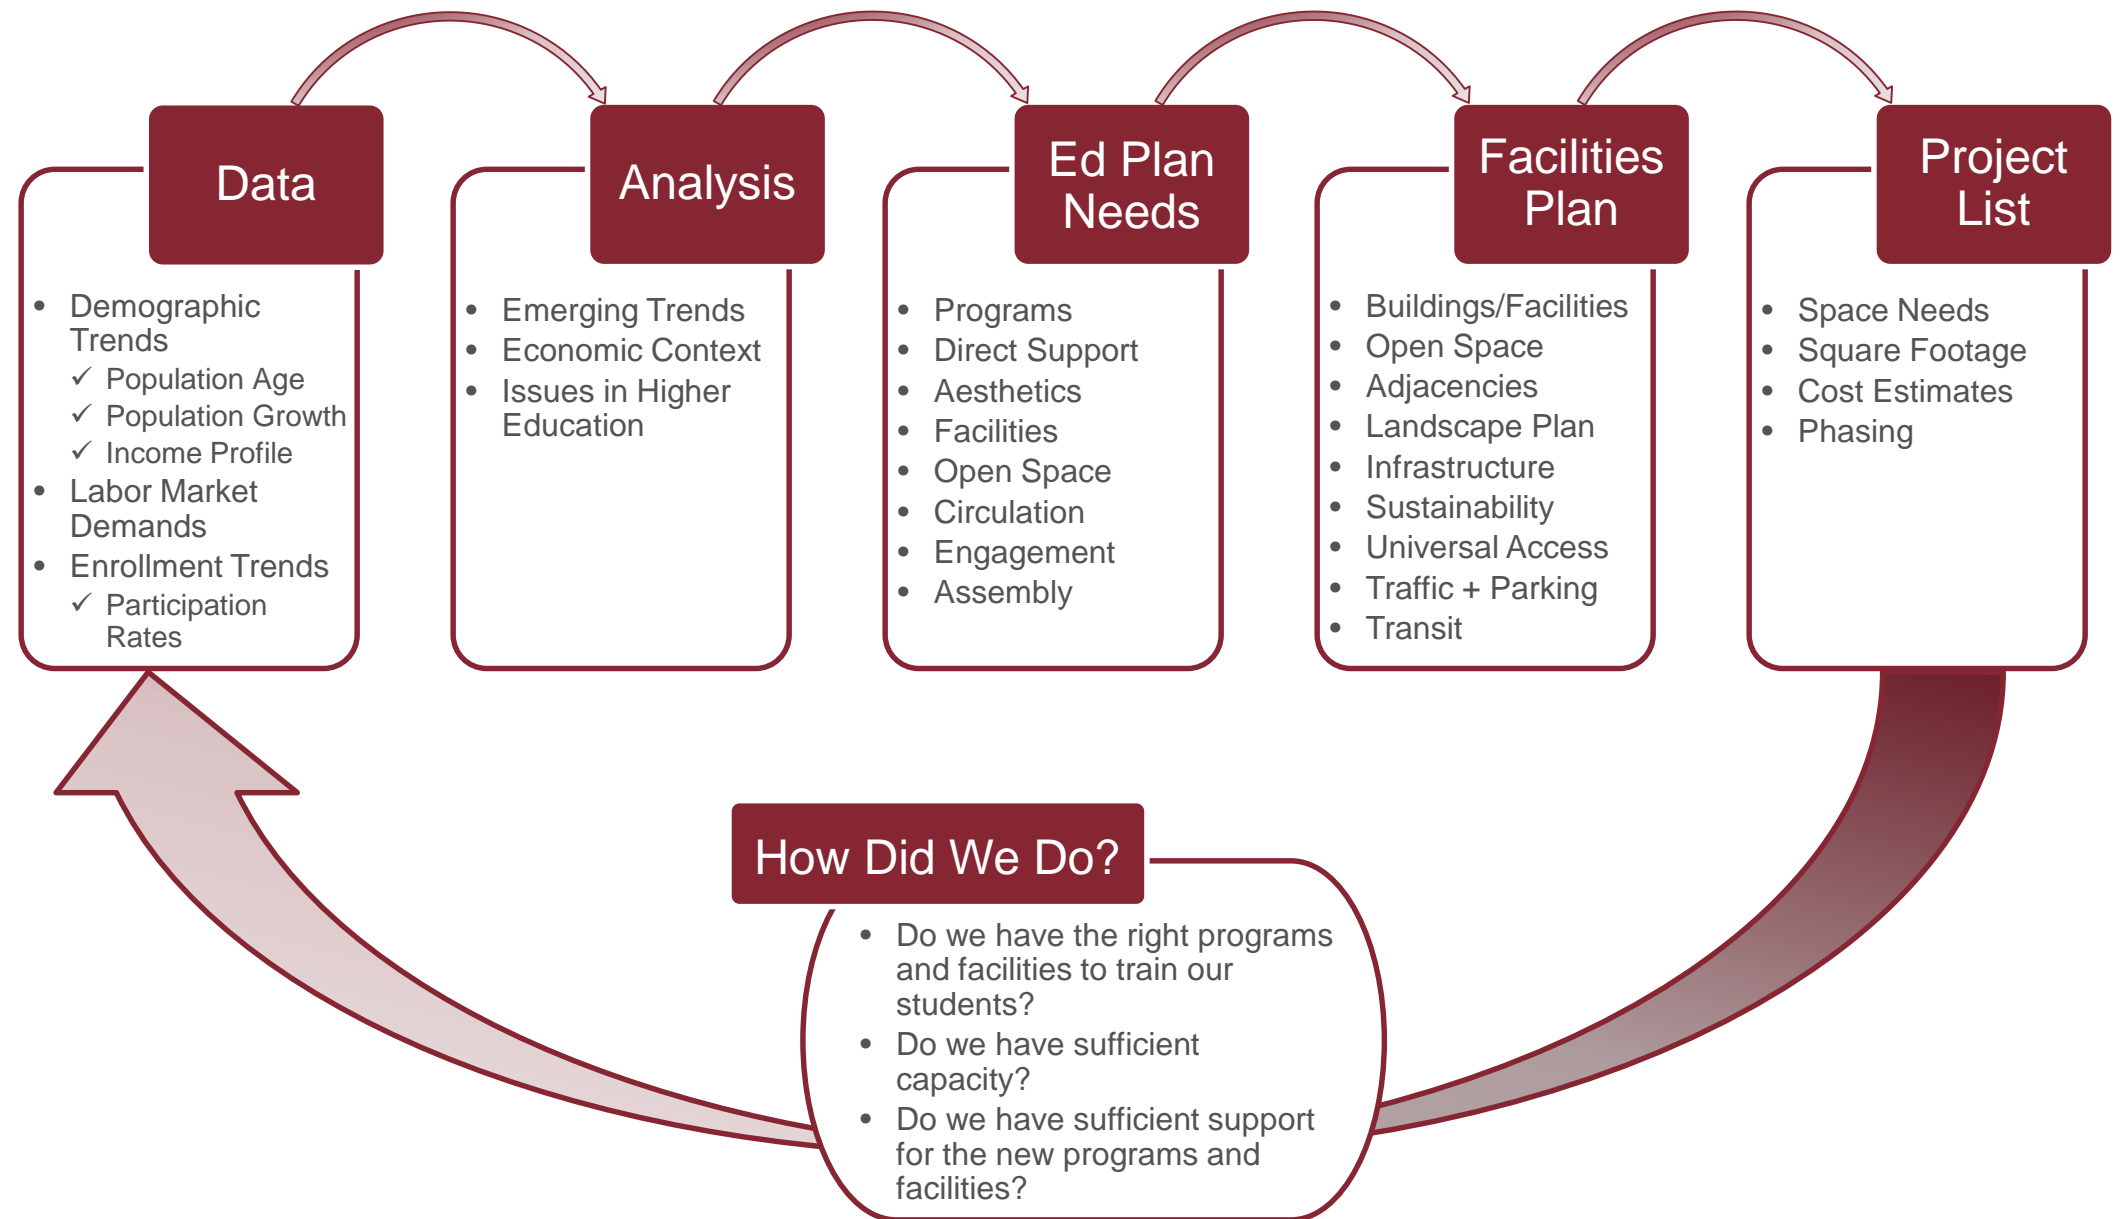 Data
• Demographic
Trends
✓ Population Age
✓ Population Growth
✓ Income Profile
• Labor Market
Demands
• Enrollment Trends
✓ Participation
Rates
Analysis
• Emerging Trends
• Economic Context
• Issues in Higher
Education
Ed Plan
Needs
• Programs
• Direct Support
• Aesthetics
• Facilities
• Open Space
• Circulation
• Engagement
• Assembly
Facilities
Plan
• Buildings/Facilities
• Open Space
• Adjacencies
• Landscape Plan
• Infrastructure
• Sustainability
• Universal Access
• Traffic + Parking
• Transit
Project
List
• Space Needs
• Square Footage
• Cost Estimates
• Phasing
How Did We Do?
• Do we have the right programs
and facilities to train our
students?
• Do we have sufficient
capacity?
• Do we have sufficient support
for the new programs and
facilities?